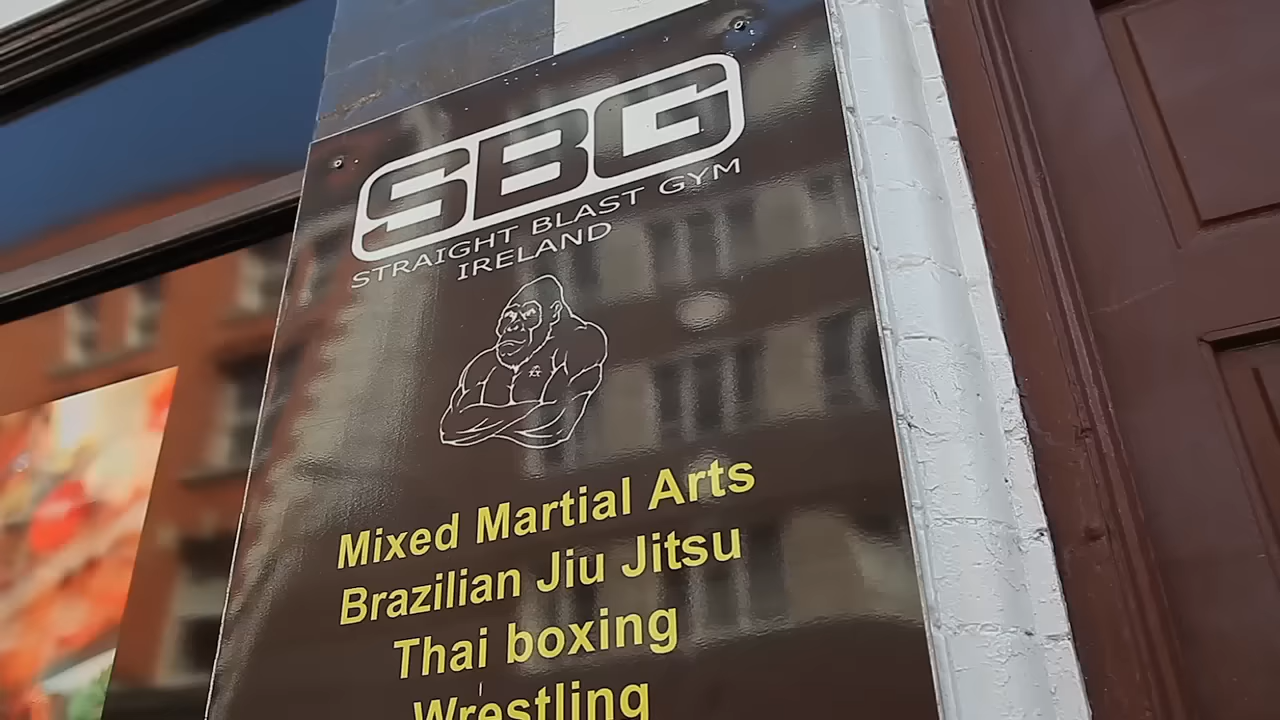 SBG
STRAIGHT BLAST GYM
IRELAND
Mixed Martial Arts
Brazilian Jiu Jitsu
Thai boxing
Wrestling